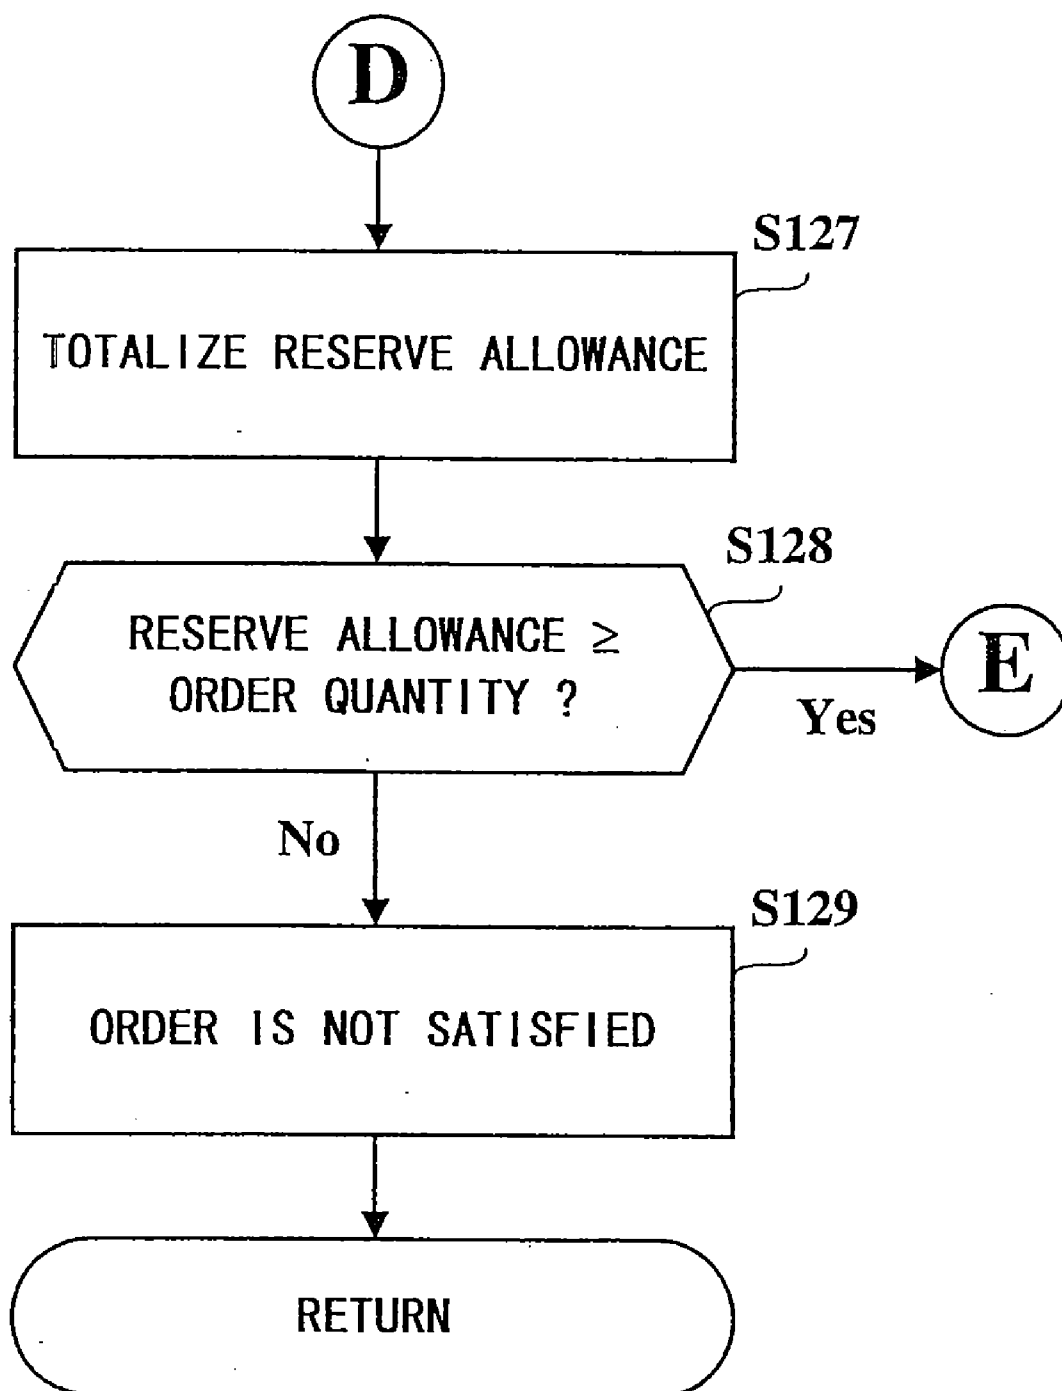 D
S127
TOTALIZE RESERVE ALLOWANCE
S128
RESERVE ALLOWANCE ≥
ORDER QUANTITY ?
E
Yes
No
S129
ORDER IS NOT SATISFIED
RETURN